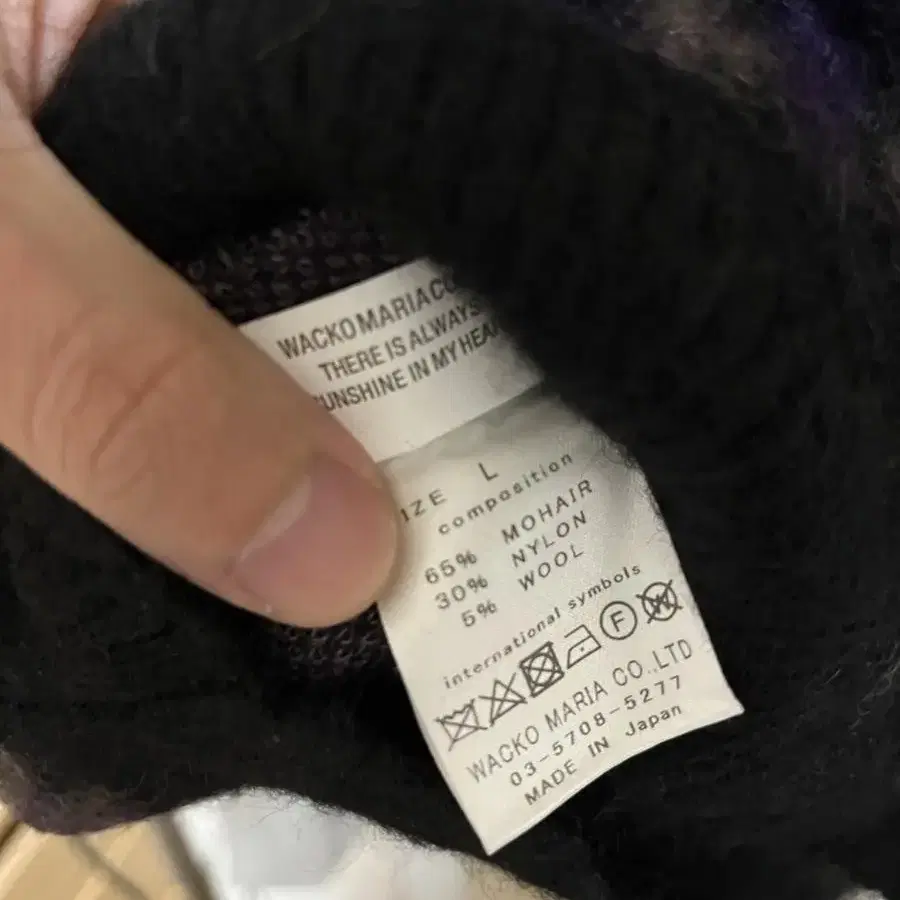 WACKO MARIA CO
THERE IS ALWAYS
SUNSHINE IN MY HEA
SIZE L
composition
65% MOHAIR
30% NYLON
5% WOOL
international symbols
F W
WACKO MARIA CO.,LTD
03-5708-5277
MADE IN Japan